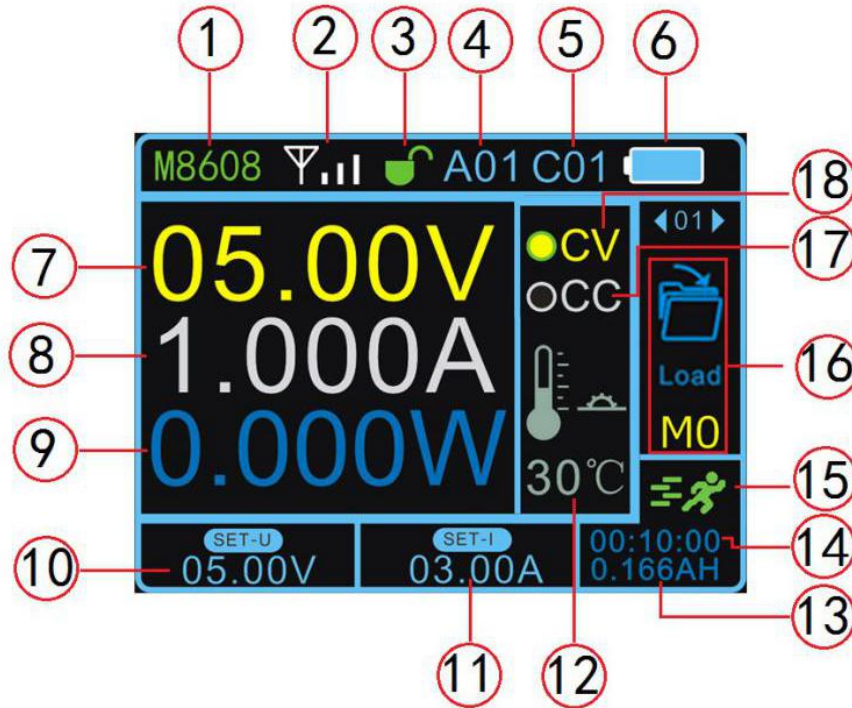 1 2 3 4 5 6
M8608 A01 C01
18
CV
01
17
7
05.00V
CC
8
1.000A
Load
16
9
0.000W
M0
30℃
15
SET-U
SET-I
00:10:00
14
10
05.00V
03.00A
0.166AH
13
11
12